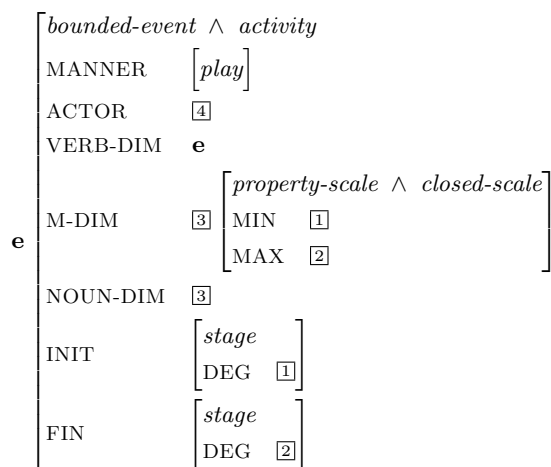 bounded-event ∧ activity
MANNER [play]
ACTOR 4
VERB-DIM e
property-scale ∧ closed-scale
e M-DIM 3 MIN 1
MAX 2
NOUN-DIM 3
stage
INIT
DEG 1
stage
FIN
DEG 2